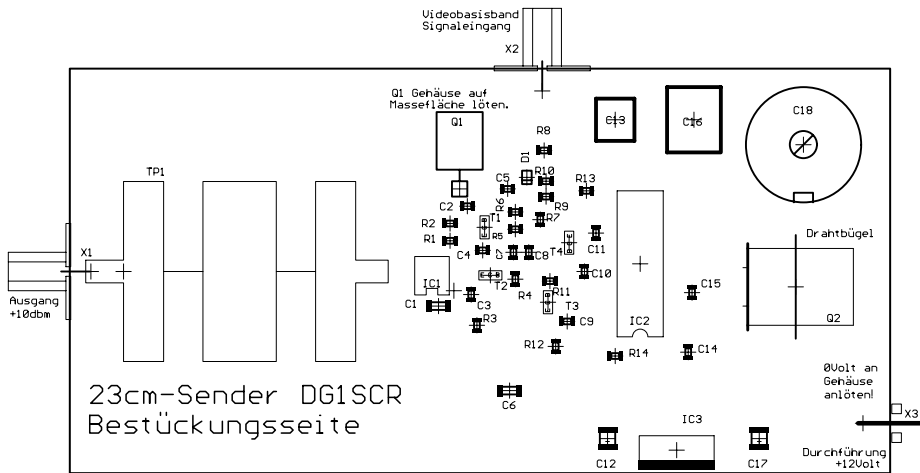 Videobasisband
Signaleingang
X2
Q1 Gehäuse auf
Massefläche löten.
Q1
R8
C13
C16
C18
TP1
D1
C5
R10
R13
C2
R6
R9
R2
T1
R7
R5
R1
T4
C11
Drahtbügel
X1
C4
C7
C8
IC1
T2
C10
R4
C15
Ausgang
+10dbm
C1
C3
R11
R3
T3
C9
IC2
Q2
R12
R14
C14
0Volt an
Gehäuse
anlöten!
23cm-Sender DG1SCR
Bestückungsseite
C6
IC3
X3
C12
C17
Durchführung
+12Volt